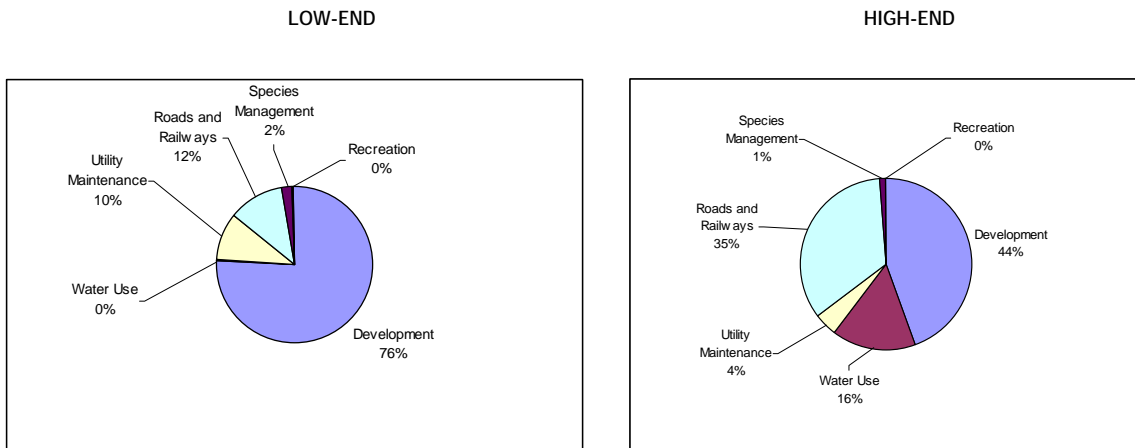 LOW-END
Species
Management
2%
Roads and
Railways
12%
Recreation
0%
Utility
Maintenance
10%
Water Use
0%
Development
76%
HIGH-END
Species
Management
1%
Recreation
0%
Roads and
Railways
35%
Development
44%
Utility
Maintenance
4%
Water Use
16%